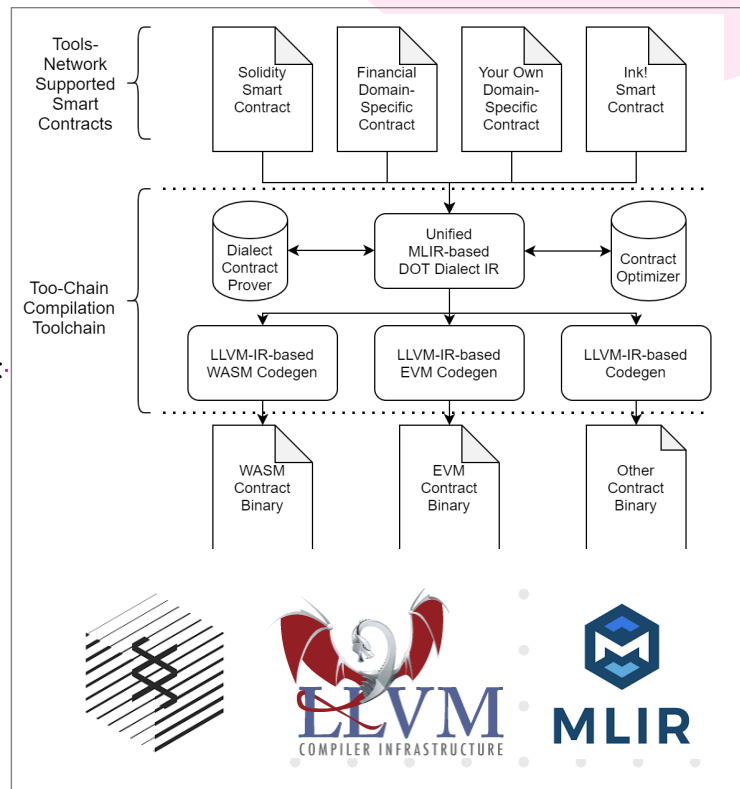 Tools-
Network
Supported
Smart
Contracts
Solidity
Smart
Contract
Financial
Domain-
Specific
Contract
Your Own
Domain-
Specific
Contract
Ink!
Smart
Contract
Too-Chain
Compilation
Toolchain
Dialect
Contract
Prover
Unified
MLIR-based
DOT Dialect IR
Contract
Optimizer
LLVM-IR-based
WASM Codegen
LLVM-IR-based
EVM Codegen
LLVM-IR-based
Codegen
WASM
Contract
Binary
EVM
Contract
Binary
Other
Contract
Binary
LLVM
COMPILER INFRASTRUCTURE
M
MLIR